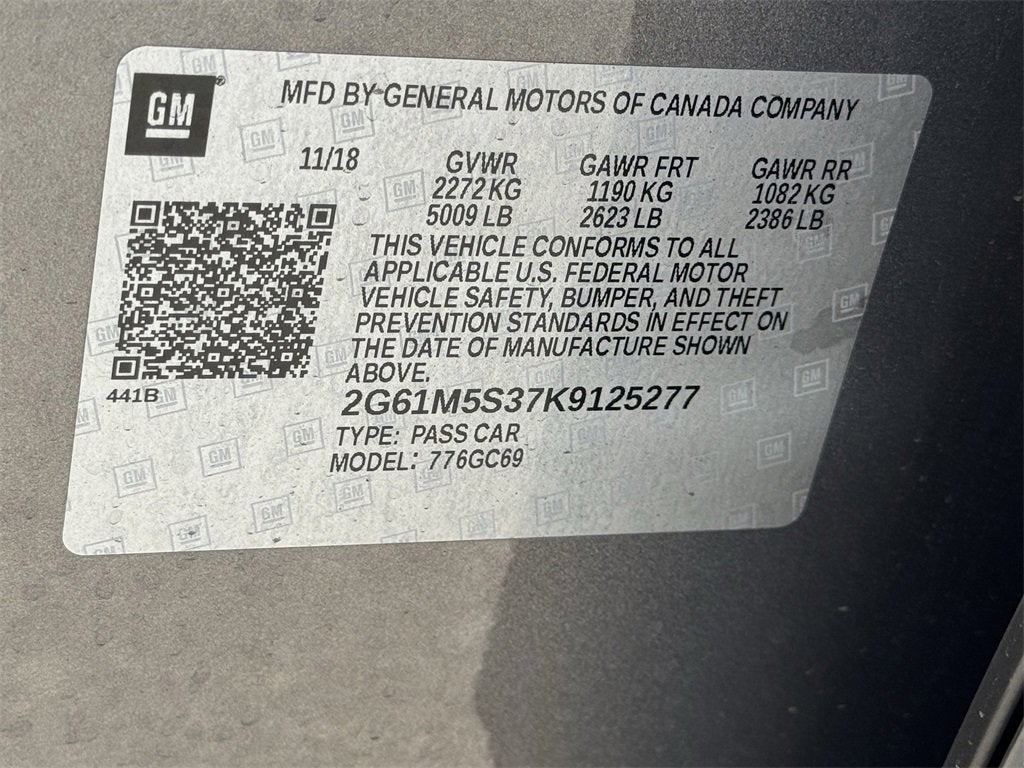 GM
MFD BY GENERAL MOTORS OF CANADA COMPANY
11/18 GVWR GAWR FRT GAWR RR
2272 KG 1190 KG 1082 KG
5009 LB 2623 LB 2386 LB
THIS VEHICLE CONFORMS TO ALL
APPLICABLE U.S. FEDERAL MOTOR
VEHICLE SAFETY, BUMPER, AND THEFT
PREVENTION STANDARDS IN EFFECT ON
THE DATE OF MANUFACTURE SHOWN
ABOVE.
441B
2G61M5S37K9125277
TYPE: PASS CAR
MODEL: 776GC69